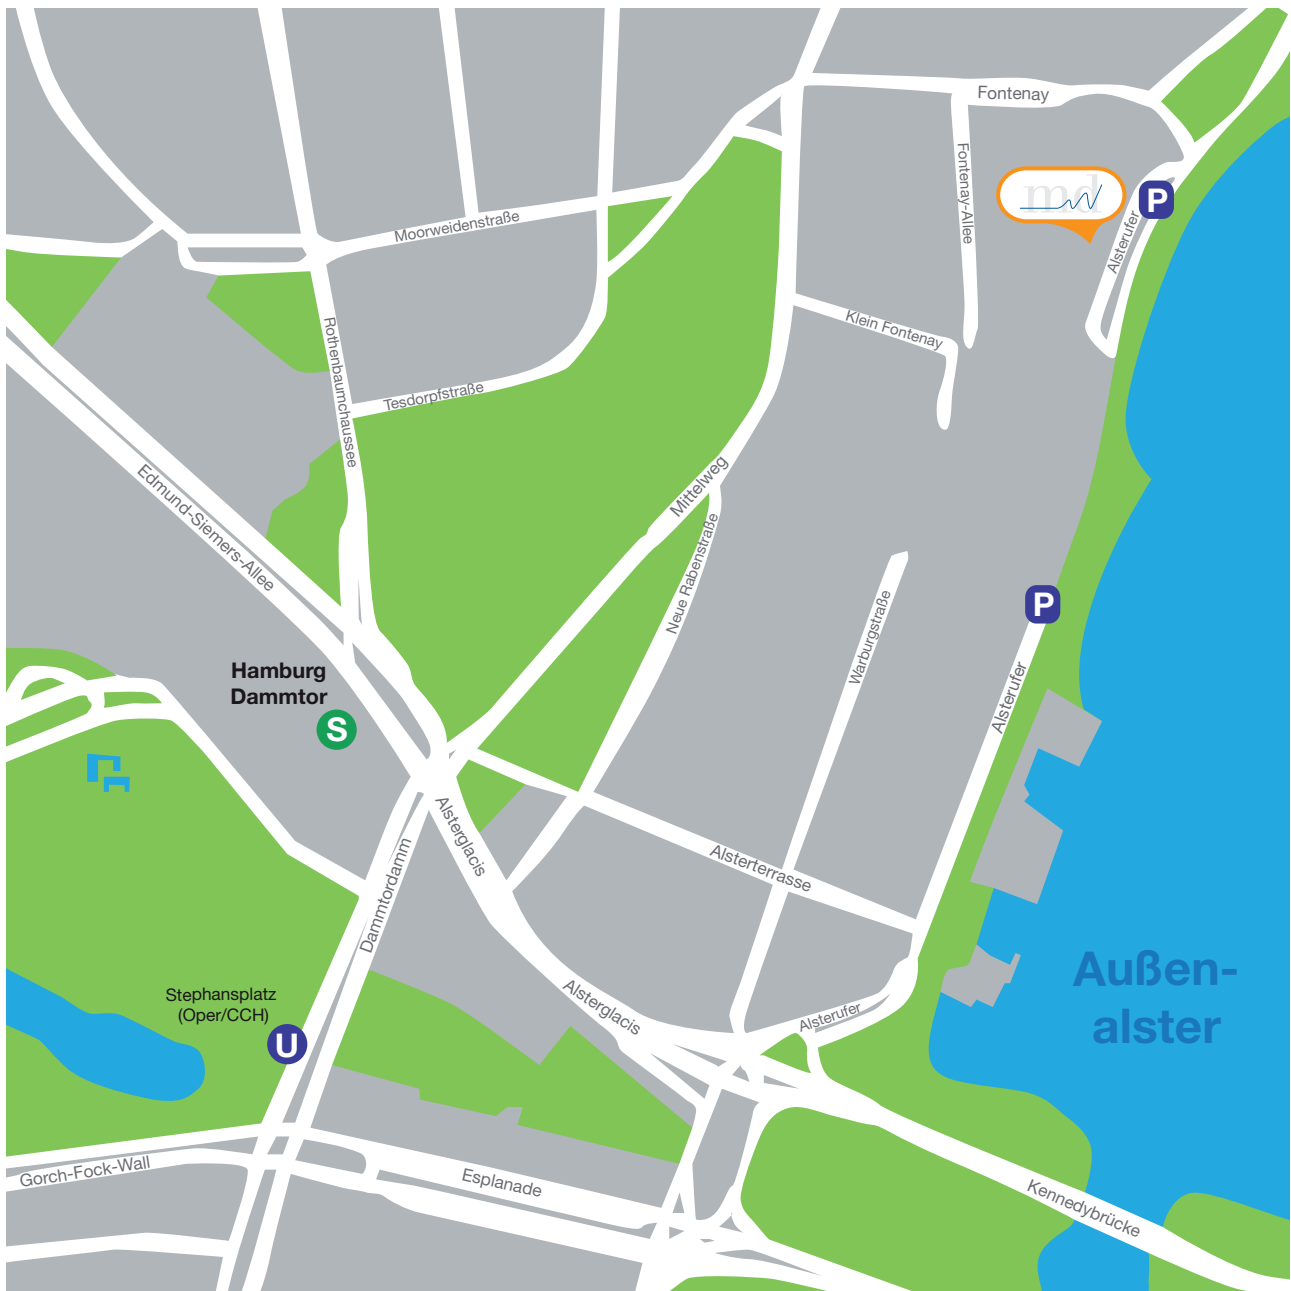 Fontenay
Fontenay-Allee
md
P
Alsterufer
Moorweidenstraße
Klein Fontenay
Rothenbaumchaussee
Tesdorpfstraße
Mittelweg
Edmund-Siemers-Allee
Neue Rabenstraße
Warburgstraße
P
Hamburg
Dammtor
S
Alsterufer
Alsterglacis
Dammtordamm
Alsterterrasse
Außen-
alster
Stephansplatz
(Oper/CCH)
U
Alsterglacis
Alsterufer
Gorch-Fock-Wall
Esplanade
Kennedybrücke